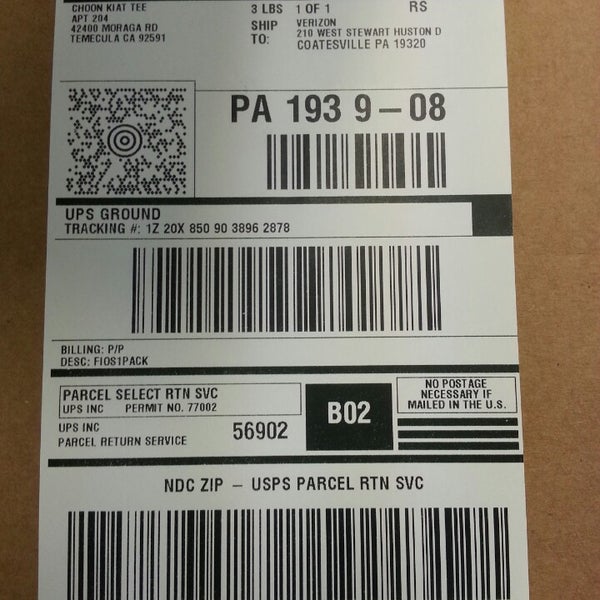 CHOON KIAT TEE
APT 204
42400 MORAGA RD
TEMECULA CA 92591
3 LBS 1 OF 1 RS
SHIP TO:
VERIZON
210 WEST STEWART HUSTON D
COATESVILLE PA 19320
PA 193 9-08
UPS GROUND
TRACKING #: 1Z 20X 850 90 3896 2878
BILLING: P/P
DESC: FIOS1PACK
PARCEL SELECT RTN SVC
UPS INC PERMIT NO. 77002
UPS INC
PARCEL RETURN SERVICE
56902
B02
NO POSTAGE
NECESSARY IF
MAILED IN THE U.S.
NDC ZIP - USPS PARCEL RTN SVC